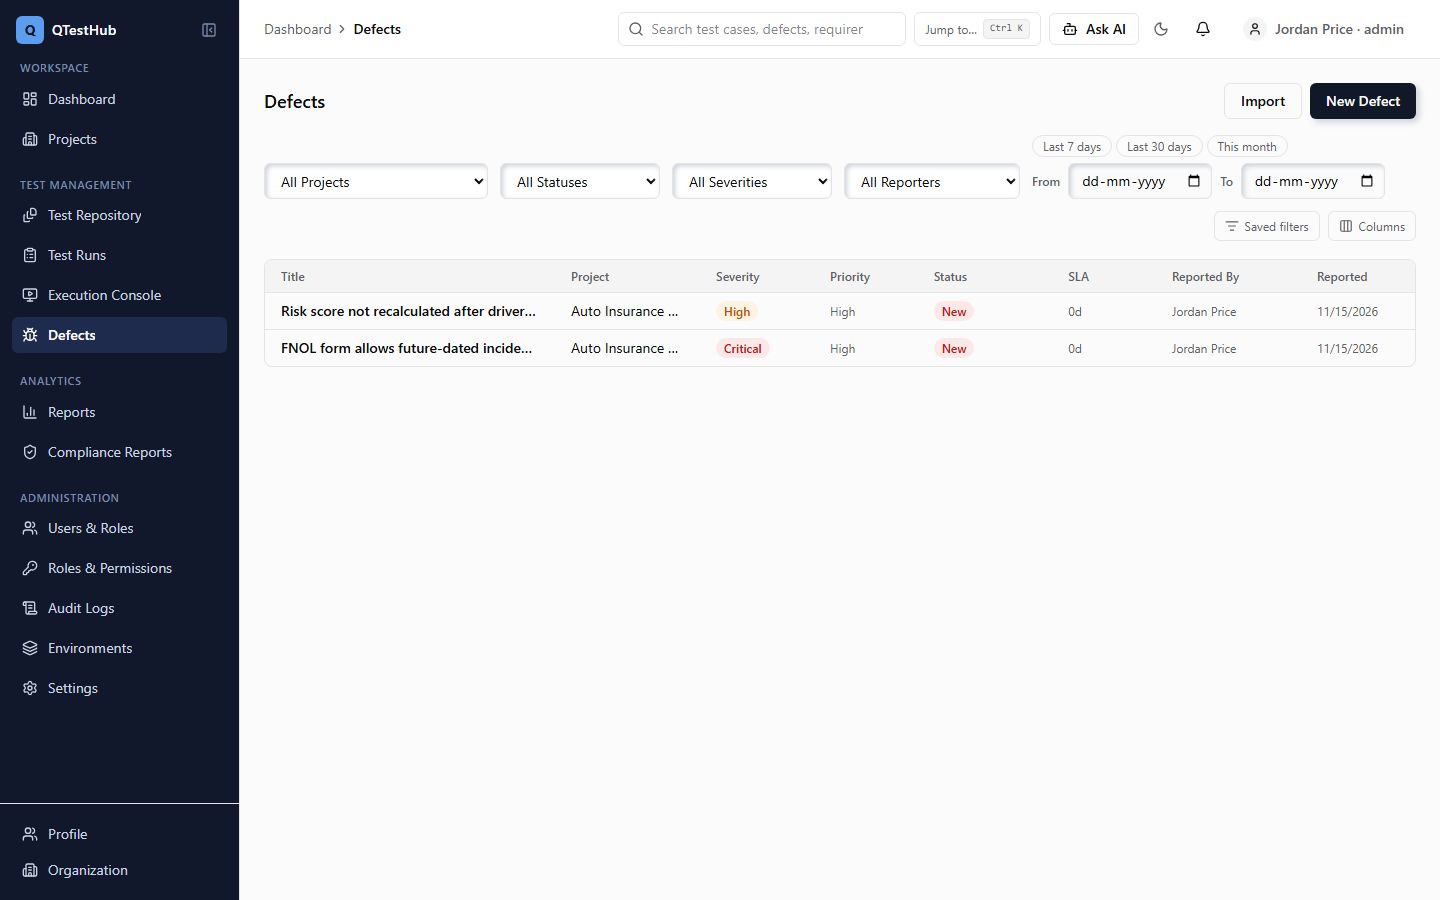 Q QTestHub
WORKSPACE
Dashboard
Projects
TEST MANAGEMENT
Test Repository
Test Runs
Execution Console
Defects
ANALYTICS
Reports
Compliance Reports
ADMINISTRATION
Users & Roles
Roles & Permissions
Audit Logs
Environments
Settings
Profile
Organization
Dashboard > Defects
Search test cases, defects, requirer
Jump to... Ctrl K
Ask AI
Jordan Price · admin
Defects
Import
New Defect
Last 7 days Last 30 days This month
All Projects All Statuses All Severities All Reporters From dd-mm-yyyy To dd-mm-yyyy
Saved filters Columns
Title Project Severity Priority Status SLA Reported By Reported
Risk score not recalculated after driver... Auto Insurance ... High High New 0d Jordan Price 11/15/2026
FNOL form allows future-dated incide... Auto Insurance ... Critical High New 0d Jordan Price 11/15/2026